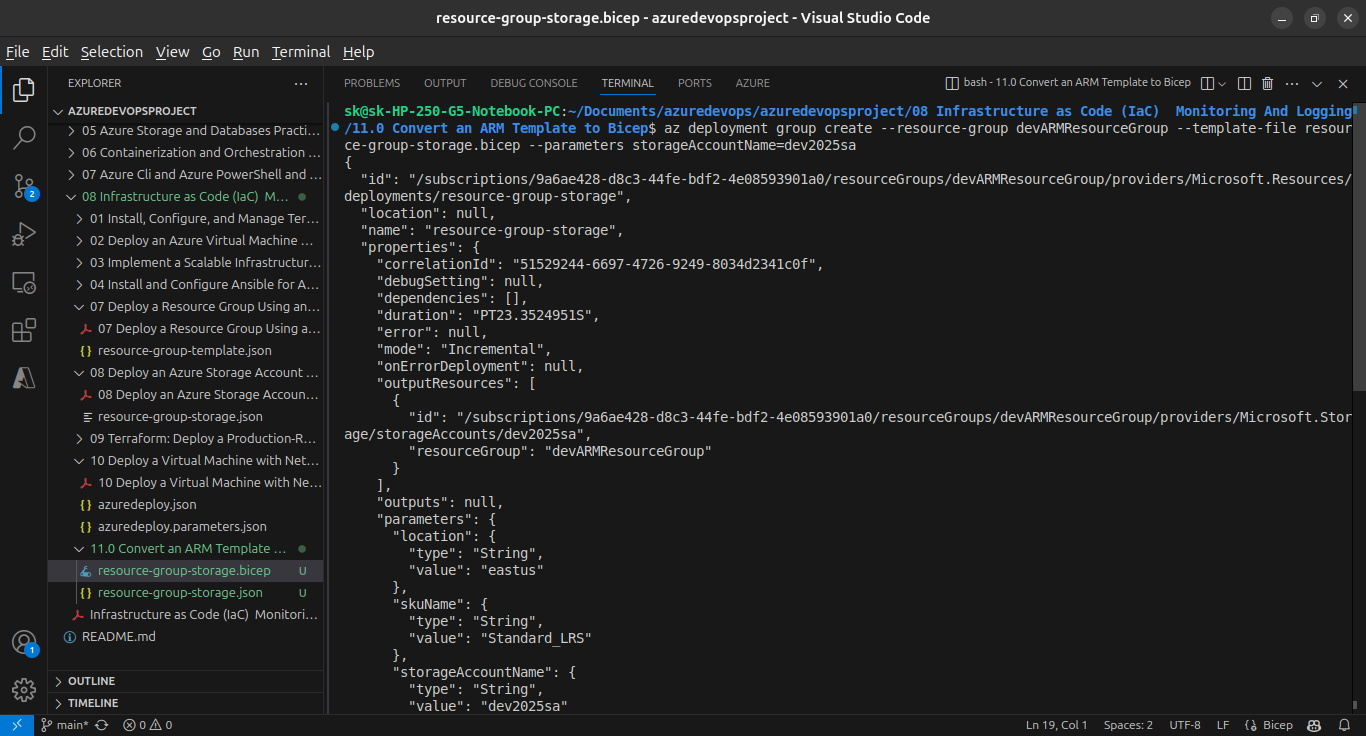 resource-group-storage.bicep - azuredevopsproject - Visual Studio Code
File Edit Selection View Go Run Terminal Help
EXPLORER
AZUREDEVOPSPROJECT
05 Azure Storage and Databases Practi...
06 Containerization and Orchestration ...
07 Azure Cli and Azure PowerShell and ...
08 Infrastructure as Code (IaC) M...
01 Install, Configure, and Manage Ter...
02 Deploy an Azure Virtual Machine ...
03 Implement a Scalable Infrastructur...
04 Install and Configure Ansible for A...
07 Deploy a Resource Group Using an...
07 Deploy a Resource Group Using a...
{} resource-group-template.json
08 Deploy an Azure Storage Account ...
08 Deploy an Azure Storage Accoun...
resource-group-storage.json
09 Terraform: Deploy a Production-R...
10 Deploy a Virtual Machine with Net...
10 Deploy a Virtual Machine with Ne...
{} azuredeploy.json
{} azuredeploy.parameters.json
11.0 Convert an ARM Template ...
resource-group-storage.bicep U
{} resource-group-storage.json U
Infrastructure as Code (IaC) Monitori...
README.md
OUTLINE
TIMELINE
2
1
PROBLEMS OUTPUT DEBUG CONSOLE TERMINAL PORTS AZURE
bash - 11.0 Convert an ARM Template to Bicep
sk@sk-HP-250-G5-Notebook-PC:~/Documents/azuredevops/azuredevopsproject/08 Infrastructure as Code (IaC)  Monitoring And Logging
/11.0 Convert an ARM Template to Bicep$ az deployment group create --resource-group devARMResourceGroup --template-file resour
ce-group-storage.bicep --parameters storageAccountName=dev2025sa
{
"id": "/subscriptions/9a6ae428-d8c3-44fe-bdf2-4e08593901a0/resourceGroups/devARMResourceGroup/providers/Microsoft.Resources/
deployments/resource-group-storage",
"location": null,
"name": "resource-group-storage",
"properties": {
"correlationId": "51529244-6697-4726-9249-8034d2341c0f",
"debugSetting": null,
"dependencies": [],
"duration": "PT23.3524951S",
"error": null,
"mode": "Incremental",
"onErrorDeployment": null,
"outputResources": [
{
"id": "/subscriptions/9a6ae428-d8c3-44fe-bdf2-4e08593901a0/resourceGroups/devARMResourceGroup/providers/Microsoft.Stor
age/storageAccounts/dev2025sa",
"resourceGroup": "devARMResourceGroup"
}
],
"outputs": null,
"parameters": {
"location": {
"type": "String",
"value": "eastus"
},
"skuName": {
"type": "String",
"value": "Standard_LRS"
},
"storageAccountName": {
"type": "String",
"value": "dev2025sa"
main* 0 0
Ln 19, Col 1 Spaces: 2 UTF-8 LF Bicep